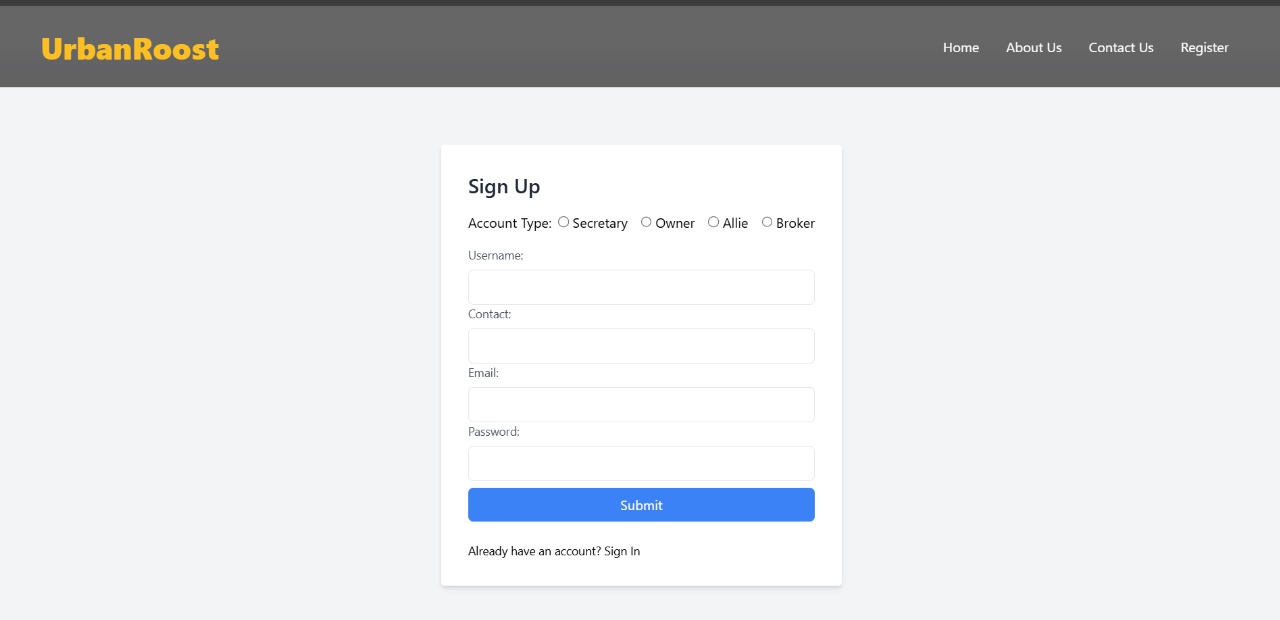 UrbanRoost
Home About Us Contact Us Register
Sign Up
Account Type: Secretary Owner Allie Broker
Username:
Contact:
Email:
Password:
Submit
Already have an account? Sign In